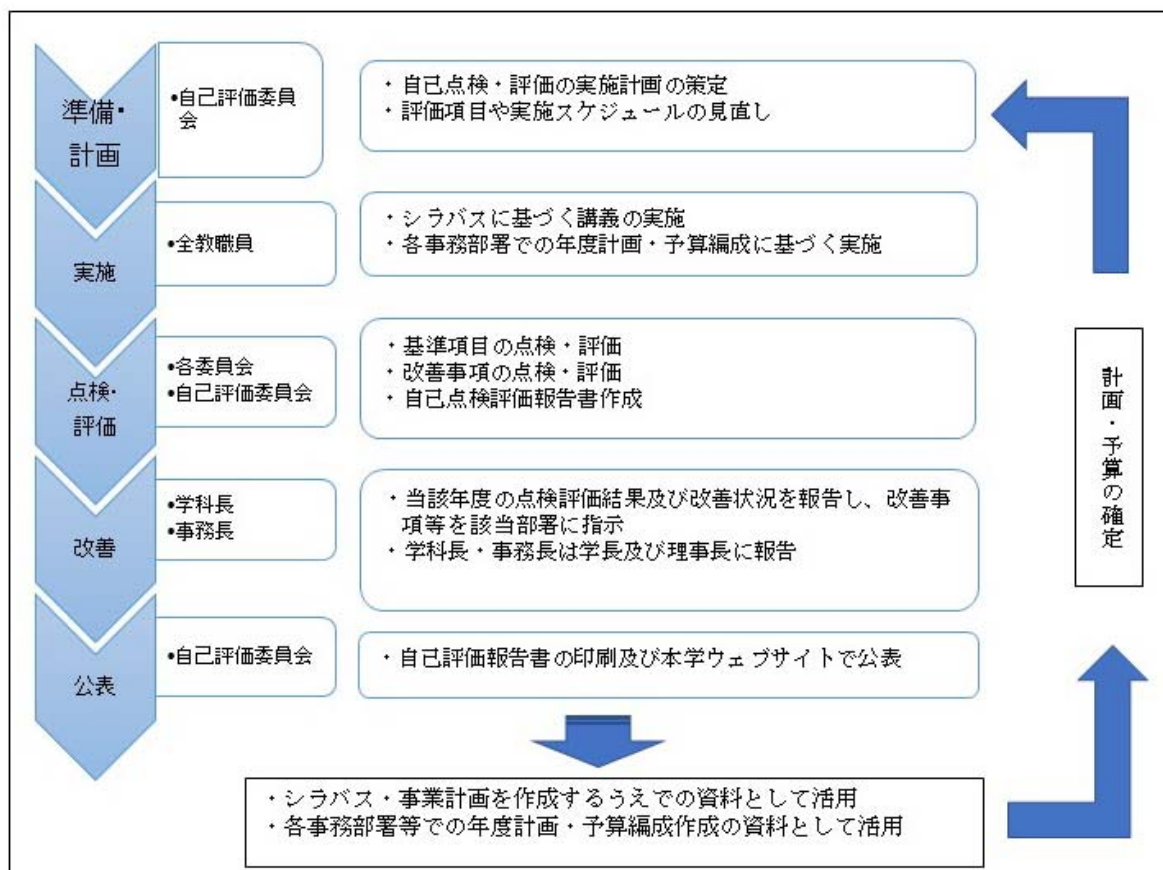 準備・
計画
•自己評価委員
会
・自己点検・評価の実施計画の策定
・評価項目や実施スケジュールの見直し
実施
•全教職員
・シラバスに基づく講義の実施
・各事務部署での年度計画・予算編成に基づく実施
点検・
評価
•各委員会
•自己評価委員会
・基準項目の点検・評価
・改善事項の点検・評価
・自己点検評価報告書作成
改善
•学科長
•事務長
・当該年度の点検評価結果及び改善状況を報告し、改善事
項等を該当部署に指示
・学科長・事務長は学長及び理事長に報告
公表
•自己評価委員会
・自己評価報告書の印刷及び本学ウェブサイトで公表
・シラバス・事業計画を作成するうえでの資料として活用
・各事務部署等での年度計画・予算編成作成の資料として活用
計画・予算の確定